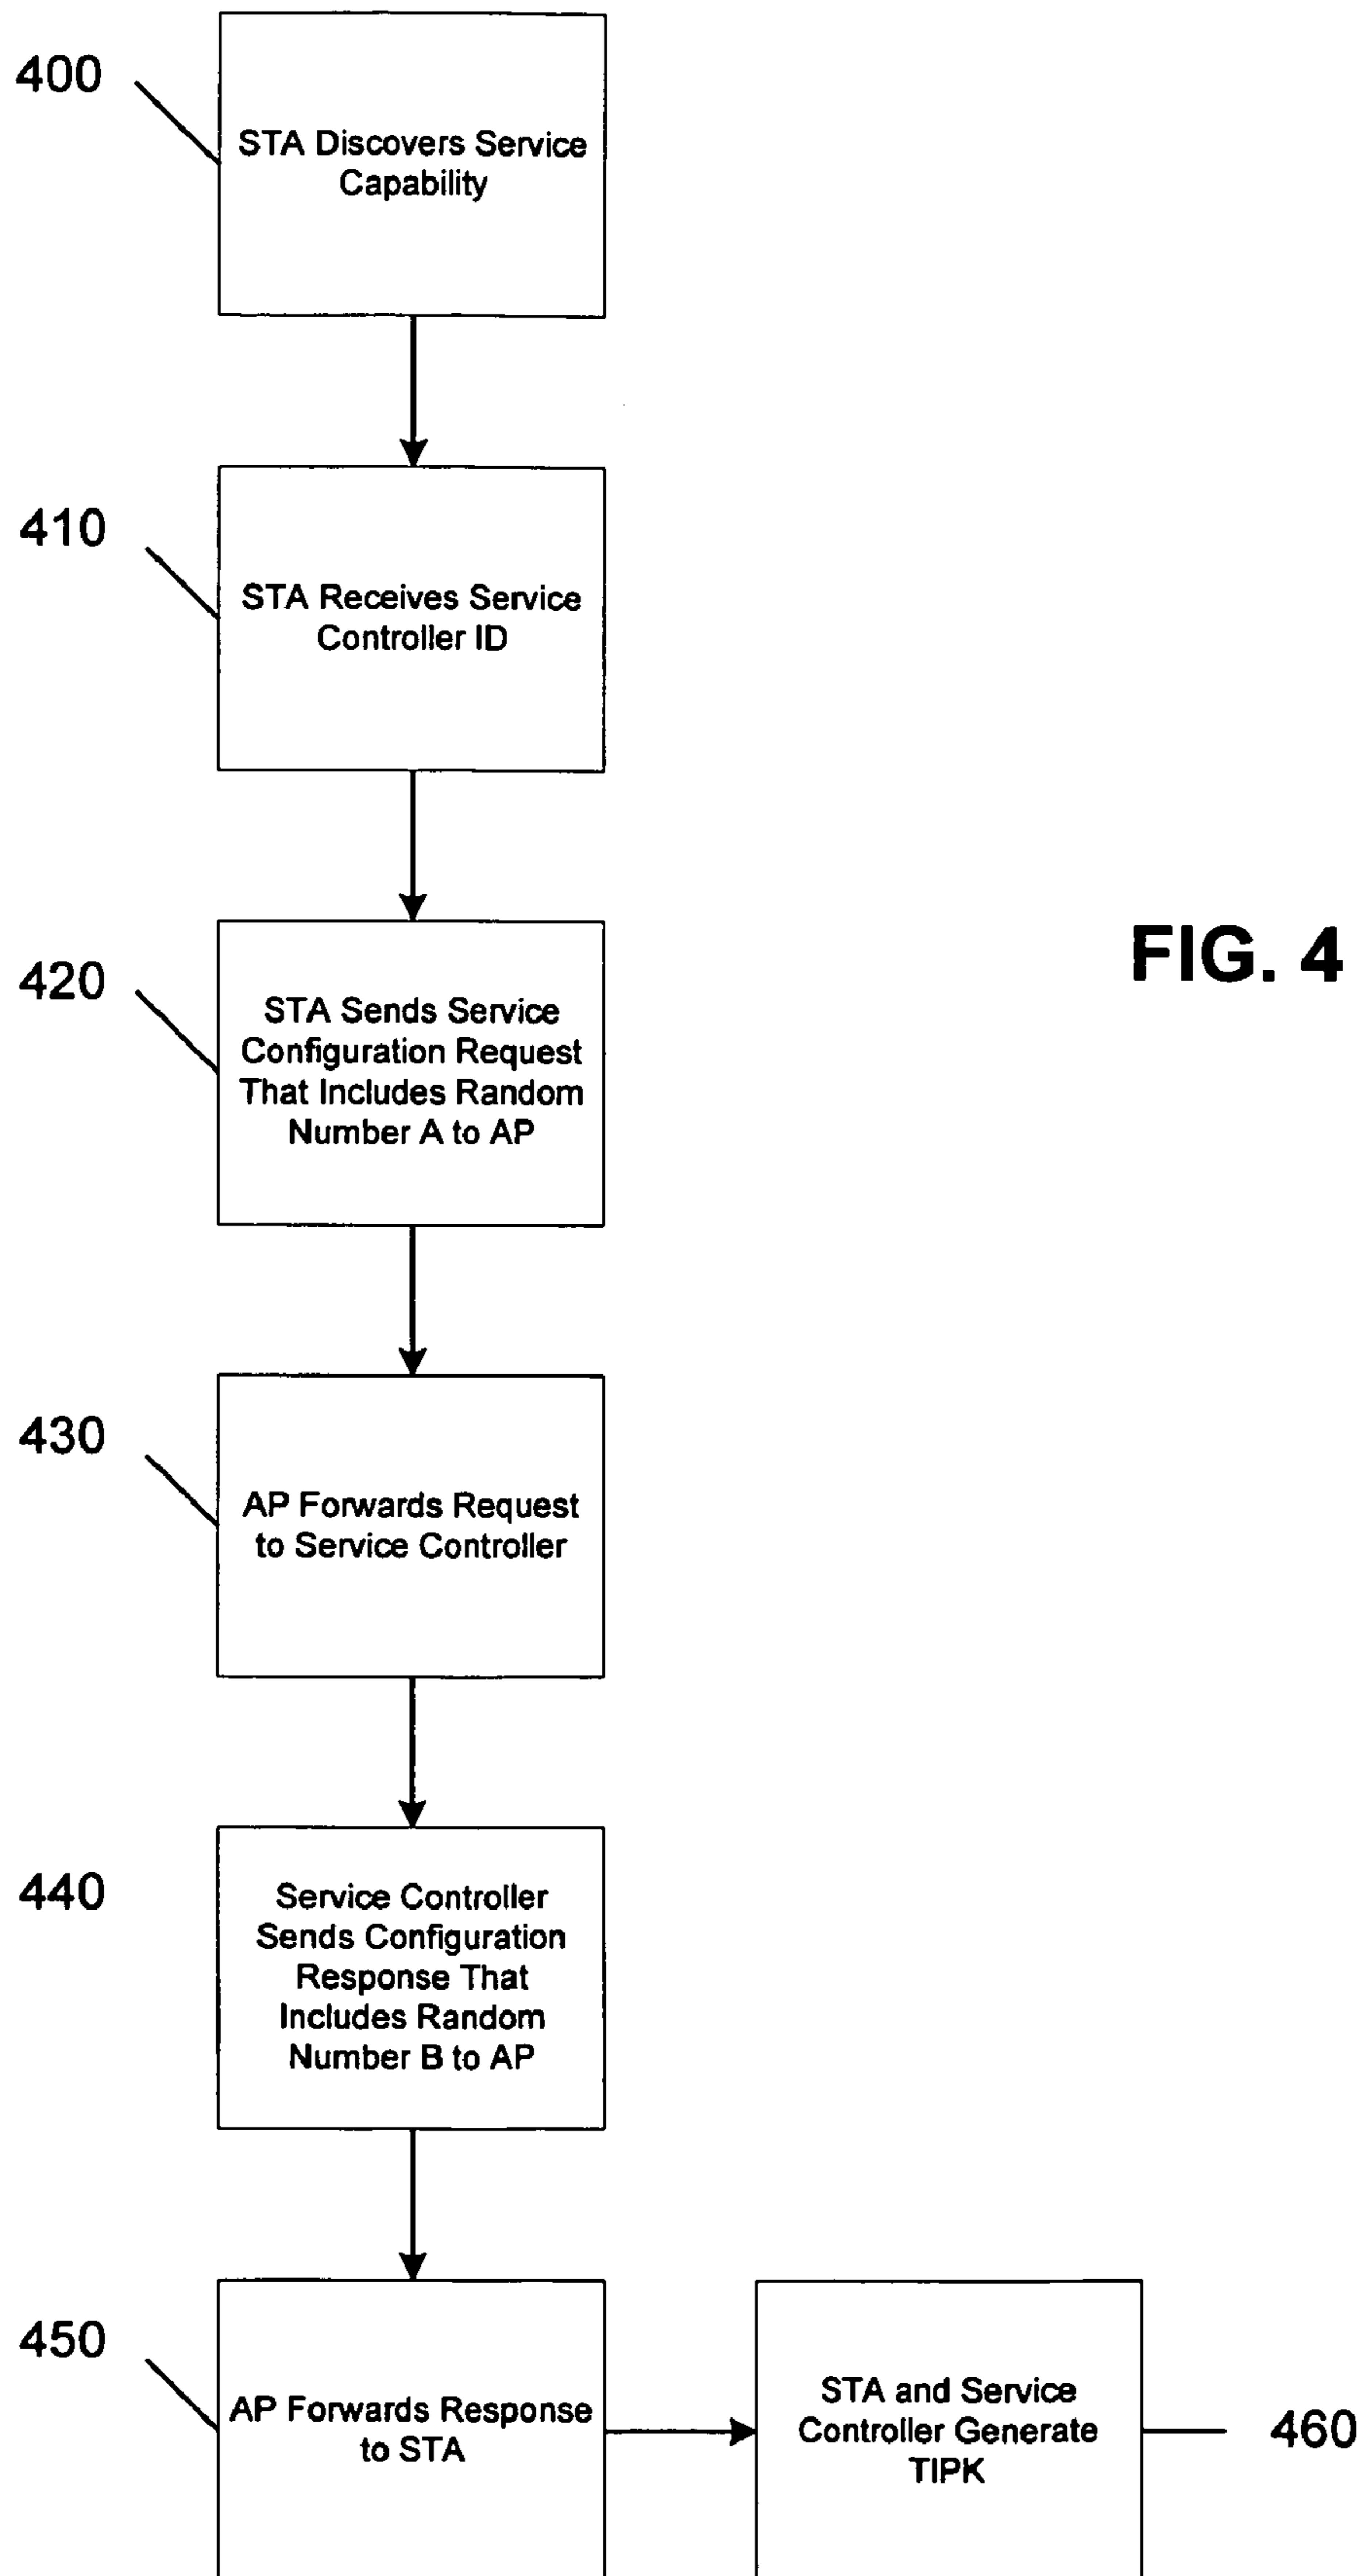 400
STA Discovers Service
Capability
410
STA Receives Service
Controller ID
420
STA Sends Service
Configuration Request
That Includes Random
Number A to AP
FIG. 4
430
AP Forwards Request
to Service Controller
440
Service Controller
Sends Configuration
Response That
Includes Random
Number B to AP
450
AP Forwards Response
to STA
STA and Service
Controller Generate
TIPK
460